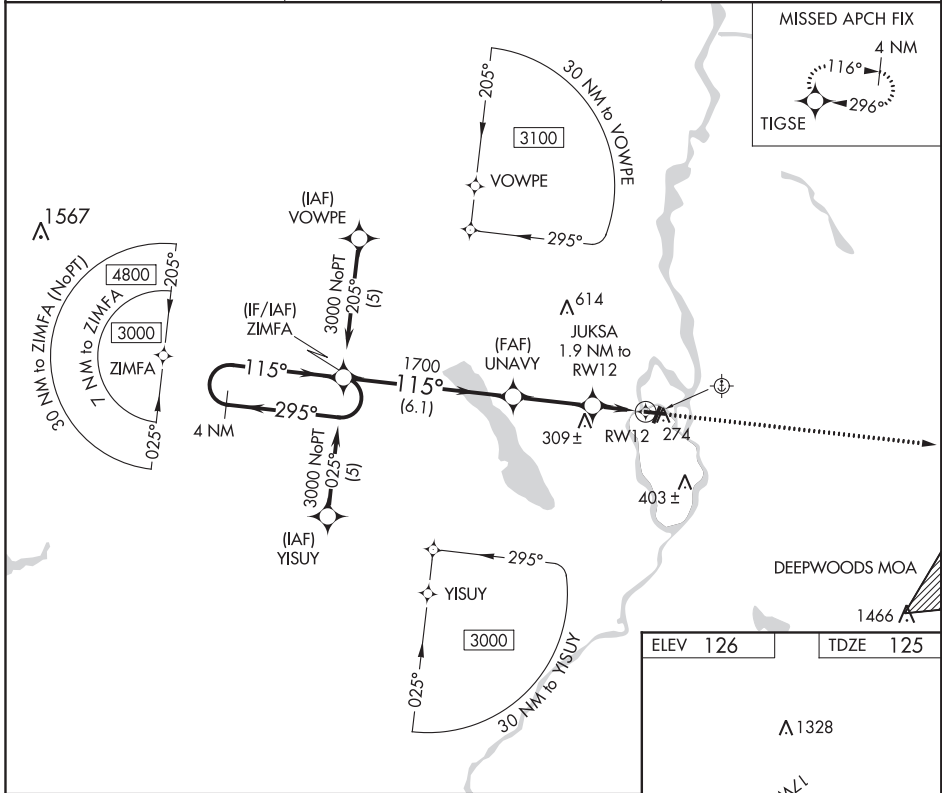 MISSED APCH FIX
4 NM
116°
296°
TIGSE
205°
30 NM to VOWPE
3100
VOWPE
295°
1567
(IAF)
VOWPE
30 NM to ZIMFA (NoPT)
4800
205°
7 NM to ZIMFA
3000
ZIMFA
025°
3000 NoPT
205°
(5)
(IF/IAF)
ZIMFA
614
JUKSA
1.9 NM to
RW12
(FAF)
UNAVY
1700
115°
115°
(6.1)
295°
4 NM
309 ±
RW12
274
403 ±
3000 NoPT
025°
(5)
(IAF)
YISUY
295°
YISUY
3000
025°
30 NM to YISUY
DEEPWOODS MOA
1466
ELEV 126
TDZE 125
1328